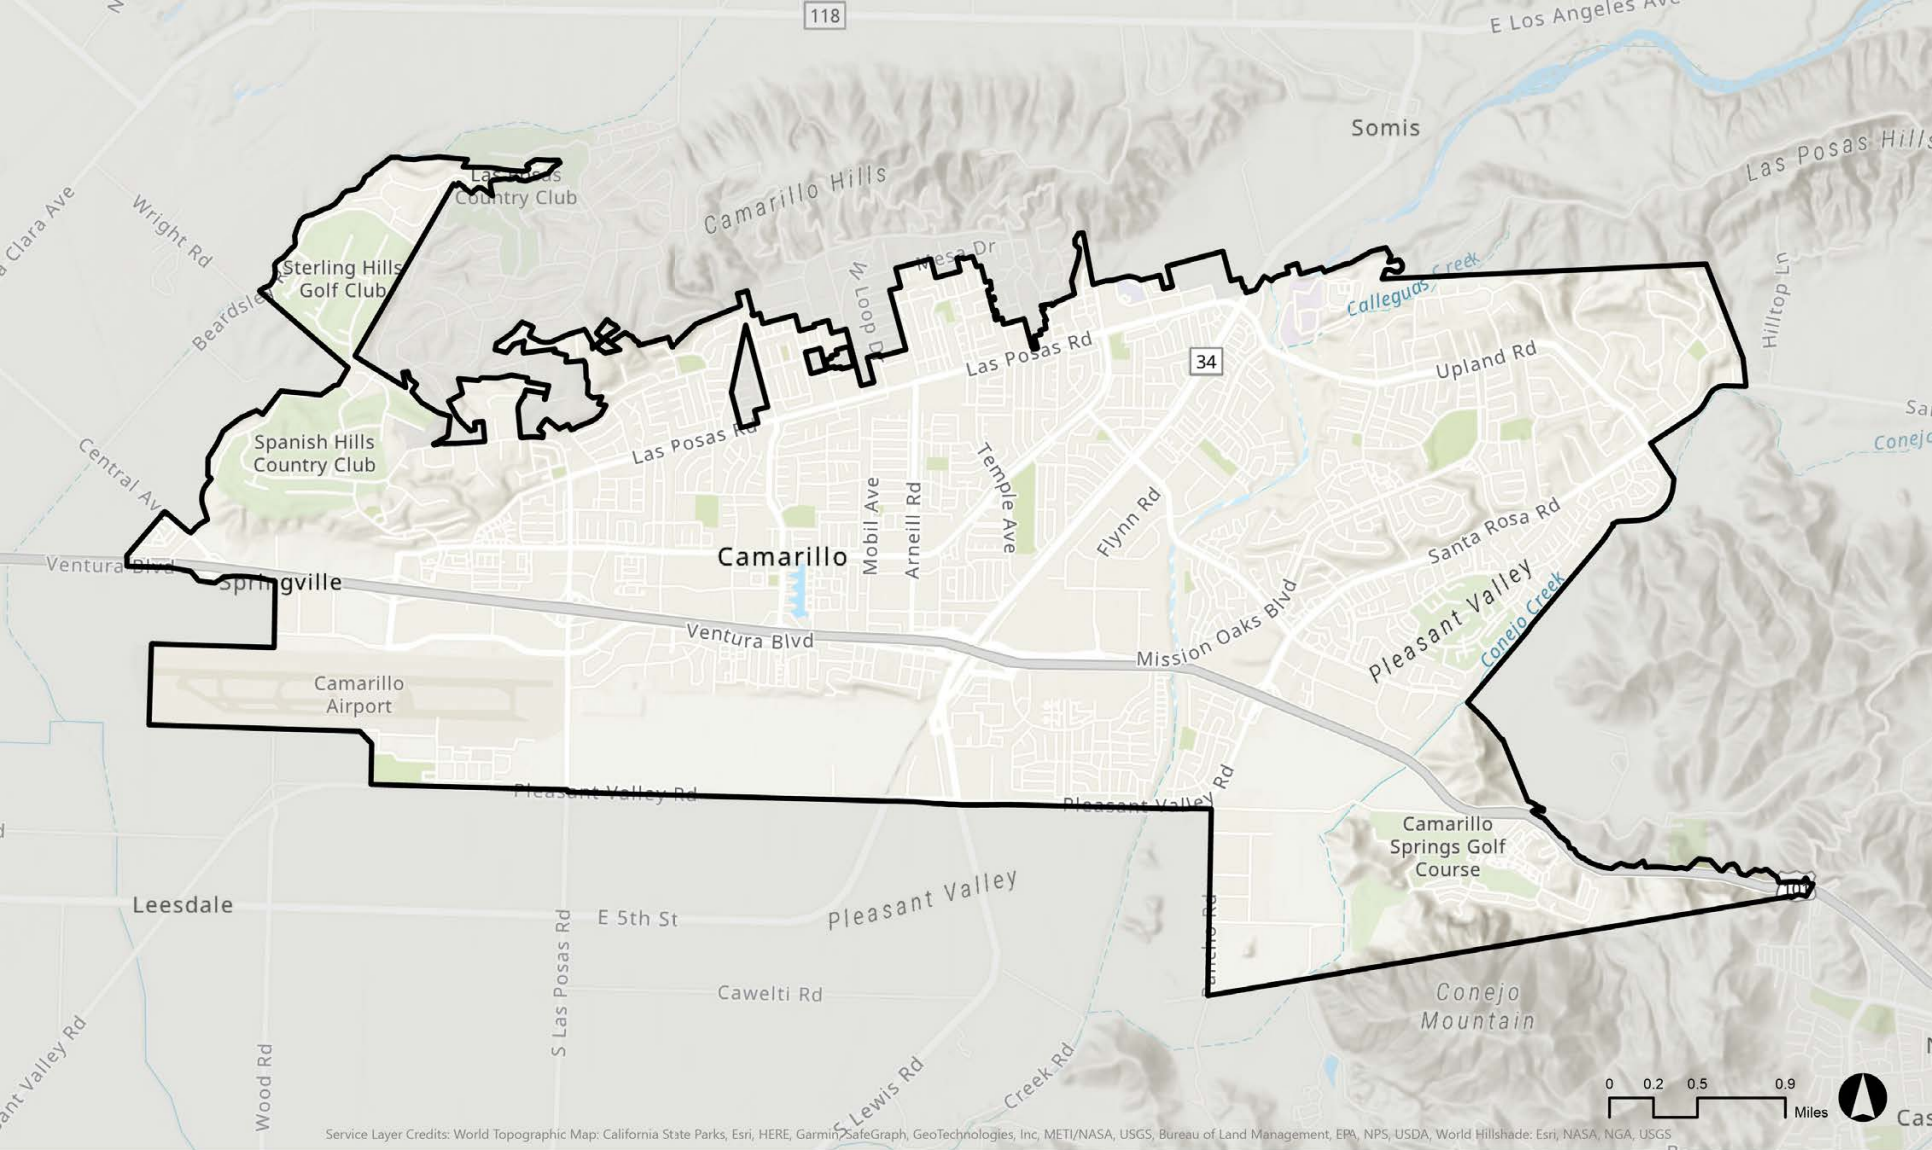 118
E Los Angeles Ave
N
Somis
Las Posas Hills
a Clara Ave
Wright Rd
Las Posas
Country Club
Camarillo Hills
Mesa Dr
W Loop Dr
Sterling Hills
Golf Club
Beardsley R
Calleguas Creek
Hilltop Ln
Las Posas Rd
34
Upland Rd
Spanish Hills
Country Club
Las Posas Rd
Central Av
Temple Ave
Mobil Ave
Arneill Rd
Flynn Rd
Santa Rosa Rd
Conejo
Camarillo
Ventura Blvd
Springville
Pleasant Valley
Conejo Creek
Mission Oaks Blvd
Ventura Blvd
Camarillo
Airport
Pleasant Valley Rd
Pleasant Valley Rd
Camarillo
Springs Golf
Course
101
Leesdale
E 5th St
Pleasant Valley
S Las Posas Rd
Cawelti Rd
Conejo
Mountain
Wood Rd
ant Valley Rd
S Lewis Rd
Creek Rd
0 0.2 0.5 0.9
Miles
Cas
Service Layer Credits: World Topographic Map: California State Parks, Esri, HERE, Garmin, SafeGraph, GeoTechnologies, Inc, METI/NASA, USGS, Bureau of Land Management, EPA, NPS, USDA, World Hillshade: Esri, NASA, NGA, USGS